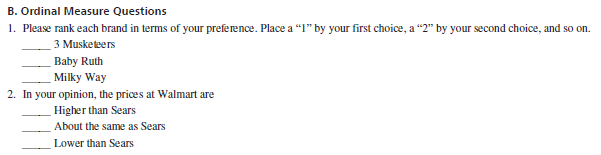 B. Ordinal Measure Questions
1. Please rank each brand in terms of your preference. Place a “1” by your first choice, a “2” by your second choice, and so on.
_____ 3 Musketeers
_____ Baby Ruth
_____ Milky Way
2. In your opinion, the prices at Walmart are
_____ Higher than Sears
_____ About the same as Sears
_____ Lower than Sears